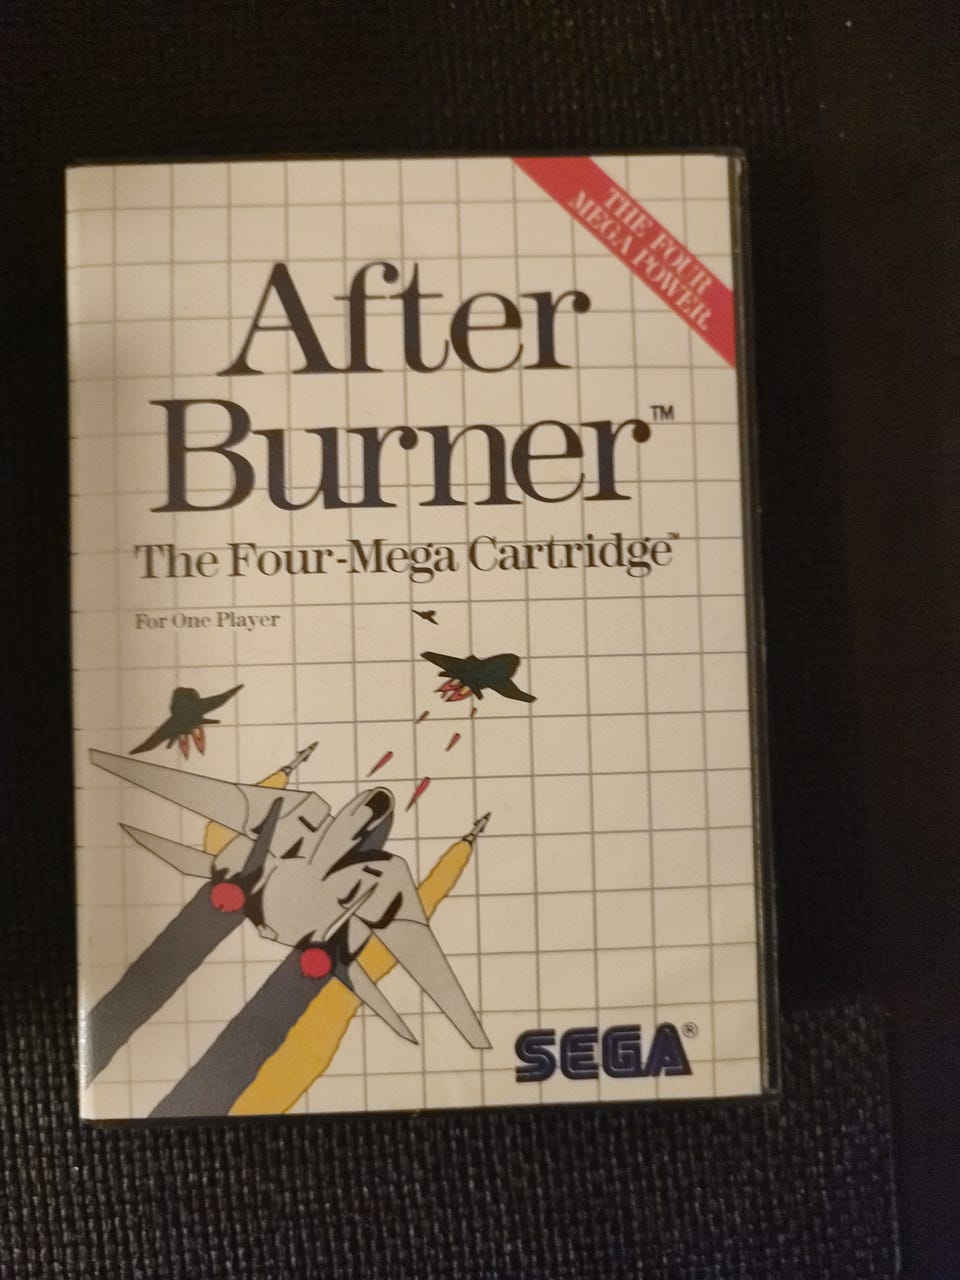 THE FOUR
MEGA POWER.
After
Burner™
The Four-Mega Cartridge™
For One Player
SEGA®